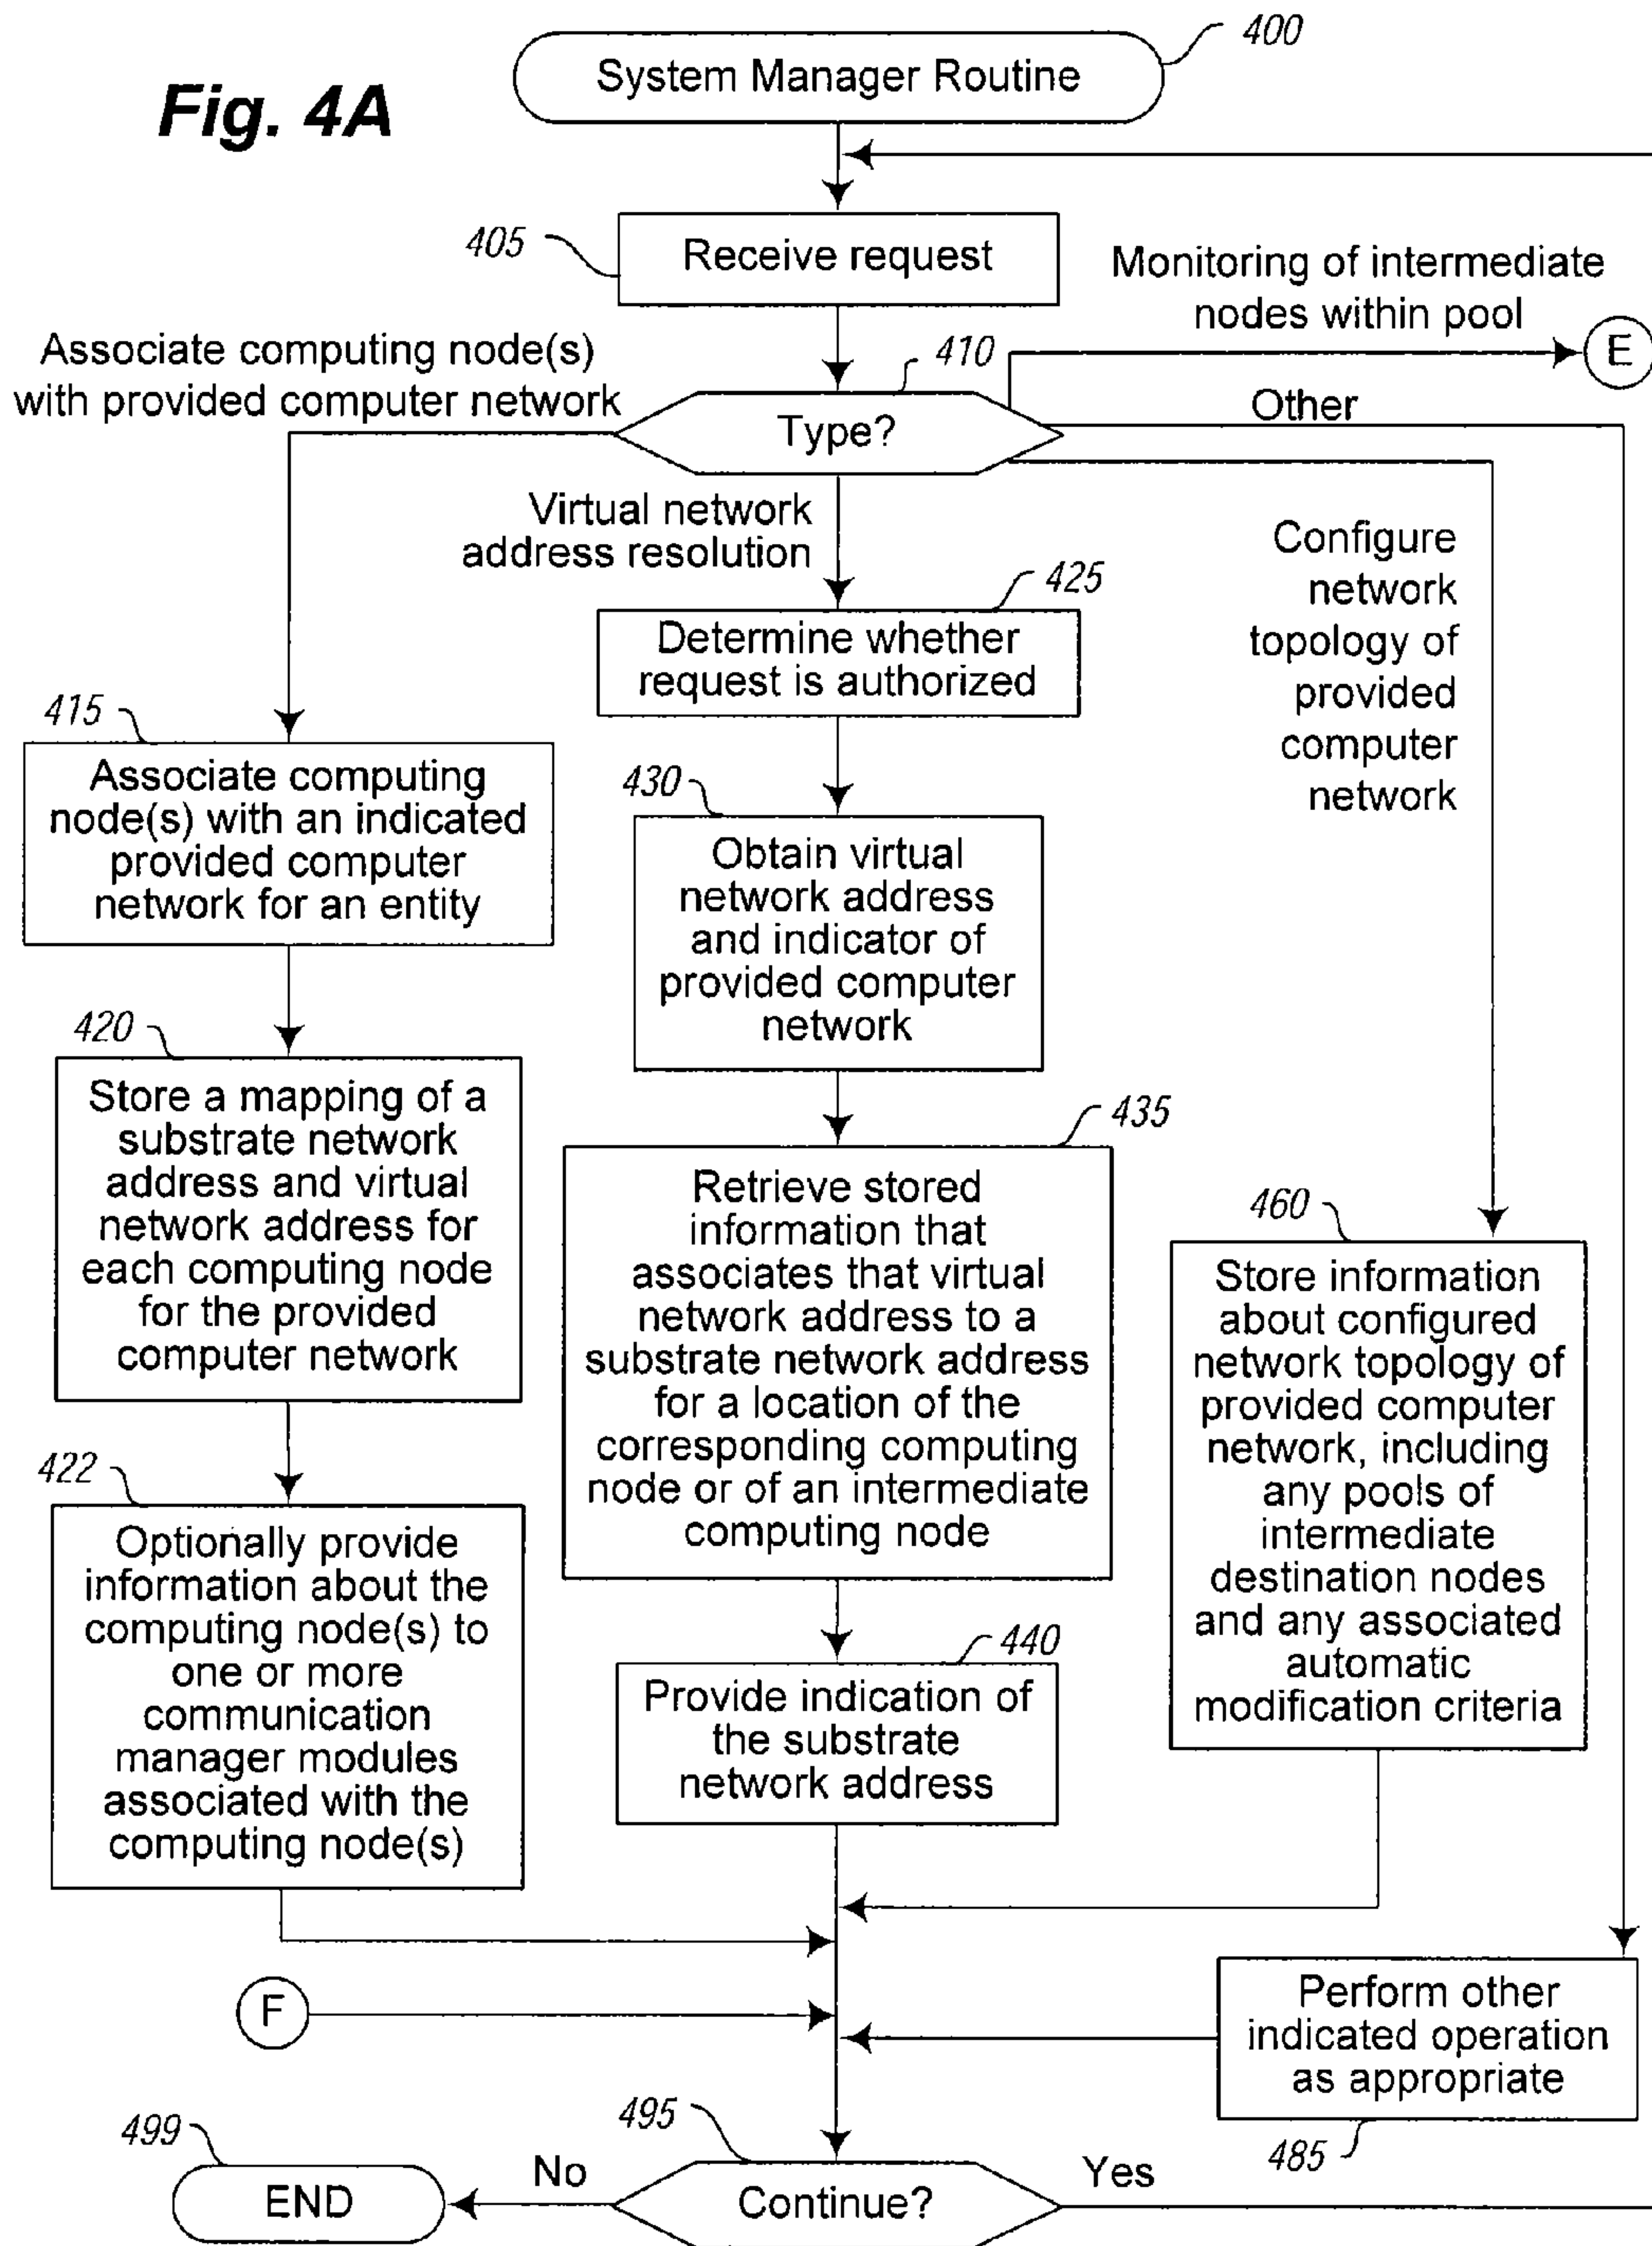 Fig. 4A
System Manager Routine
400
405
Receive request
Monitoring of intermediate
nodes within pool
E
Associate computing node(s)
with provided computer network
410
Type?
Other
Virtual network
address resolution
Configure
network
topology of
provided
computer
network
415
Associate computing
node(s) with an indicated
provided computer
network for an entity
420
Store a mapping of a
substrate network
address and virtual
network address for
each computing node
for the provided
computer network
422
Optionally provide
information about the
computing node(s) to
one or more
communication
manager modules
associated with the
computing node(s)
425
Determine whether
request is authorized
430
Obtain virtual
network address
and indicator of
provided computer
network
435
Retrieve stored
information that
associates that virtual
network address to a
substrate network address
for a location of the
corresponding computing
node or of an intermediate
computing node
440
Provide indication of
the substrate
network address
460
Store information
about configured
network topology of
provided computer
network, including
any pools of
intermediate
destination nodes
and any associated
automatic
modification criteria
F
Perform other
indicated operation
as appropriate
485
495
Continue?
Yes
No
499
END